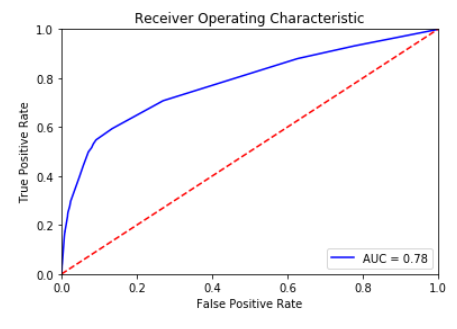 Receiver Operating Characteristic
1.0
0.8
0.6
0.4
0.2
0.0
True Positive Rate
AUC = 0.78
0.0 0.2 0.4 0.6 0.8 1.0
False Positive Rate